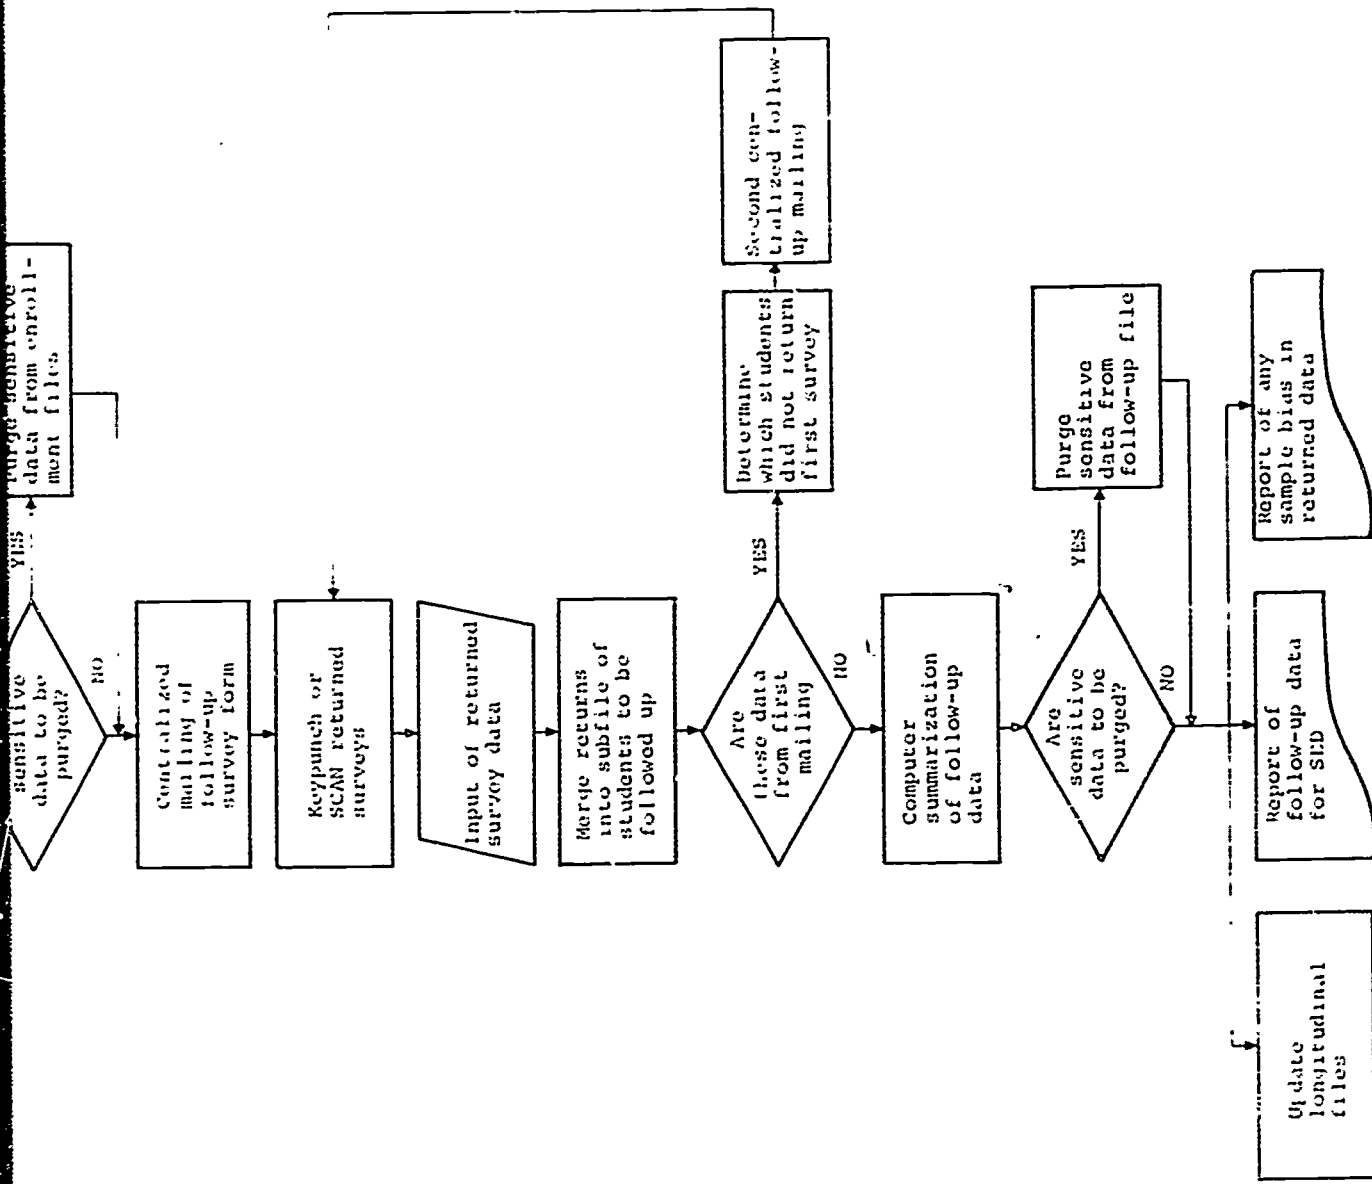 sensitive
data to be
purged?
YES
Purge sensitive
data from enroll-
ment files
NO
Centralized
mailing of
follow-up
survey form
Keypunch or
SCAN returned
surveys
Input of returned
survey data
Merge returns
into subfile of
students to be
followed up
Are
these data
from first
mailing
YES
Determine
which students
did not return
first survey
Second cen-
tralized follow-
up mailing
NO
Computer
summarization
of follow-up
data
Are
sensitive
data to be
purged?
YES
Purge
sensitive
data from
follow-up file
NO
Update
longitudinal
files
Report of
follow-up data
for SED
Report of any
sample bias in
returned data